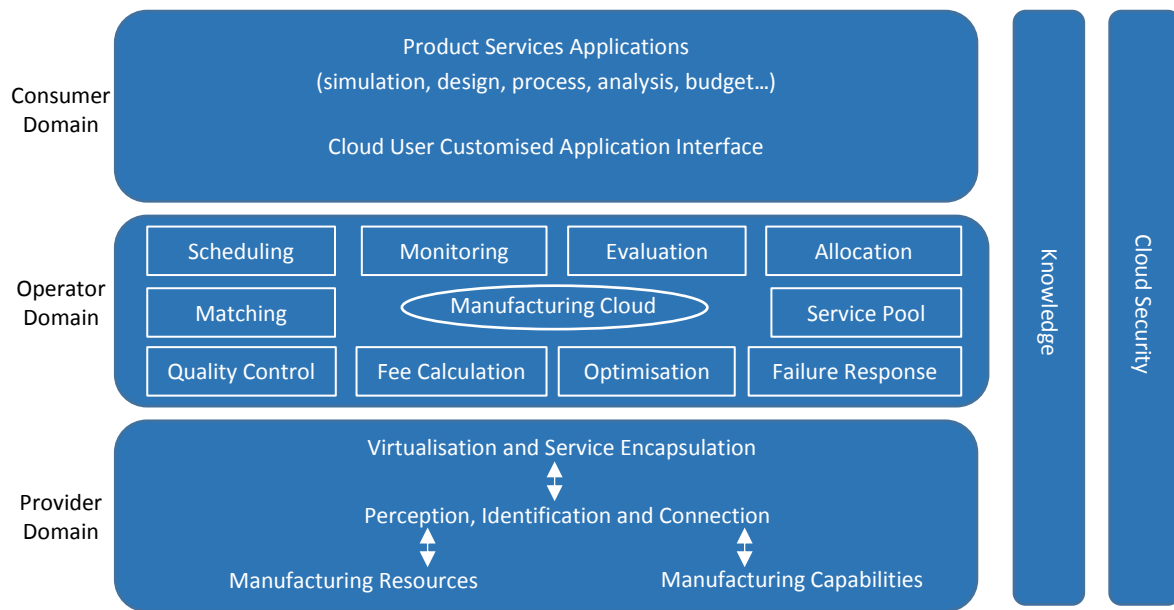 Consumer
Domain
Product Services Applications
(simulation, design, process, analysis, budget…)
Cloud User Customised Application Interface
Operator
Domain
Scheduling
Monitoring
Evaluation
Allocation
Matching
Manufacturing Cloud
Service Pool
Quality Control
Fee Calculation
Optimisation
Failure Response
Provider
Domain
Virtualisation and Service Encapsulation
Perception, Identification and Connection
Manufacturing Resources
Manufacturing Capabilities
Knowledge
Cloud Security